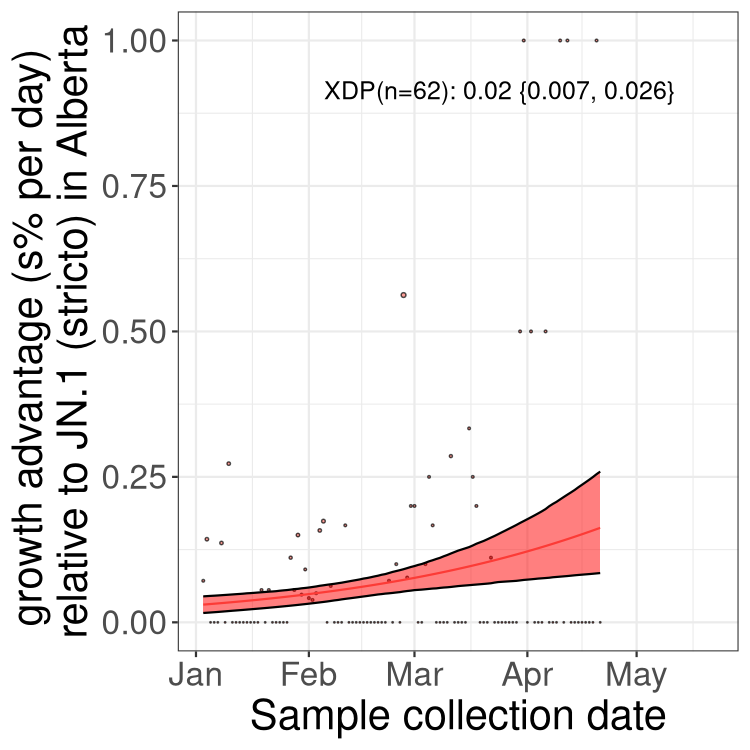 growth advantage (s% per day)
relative to JN.1 (stricto) in Alberta
1.00
0.75
0.50
0.25
0.00
XDP(n=62): 0.02 {0.007, 0.026}
Jan Feb Mar Apr May
Sample collection date